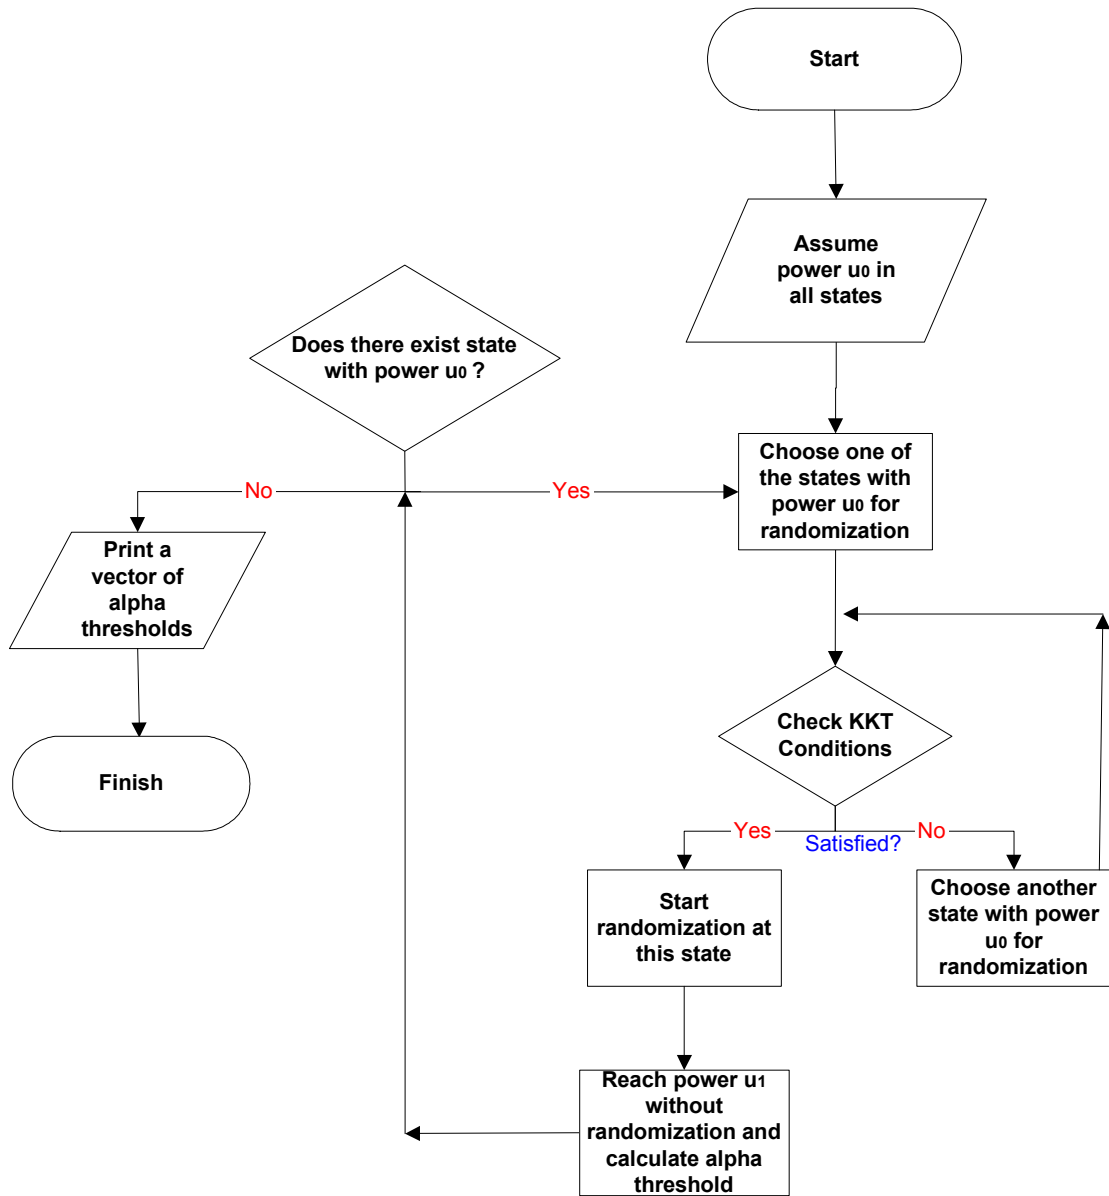 Start
Assume
power u0 in
all states
Does there exist state
with power u0 ?
Choose one of
the states with
power u0 for
randomization
No
Yes
Print a
vector of
alpha
thresholds
Check KKT
Conditions
Finish
Yes
Satisfied?
No
Start
randomization at
this state
Choose another
state with power
u0 for
randomization
Reach power u1
without
randomization and
calculate alpha
threshold